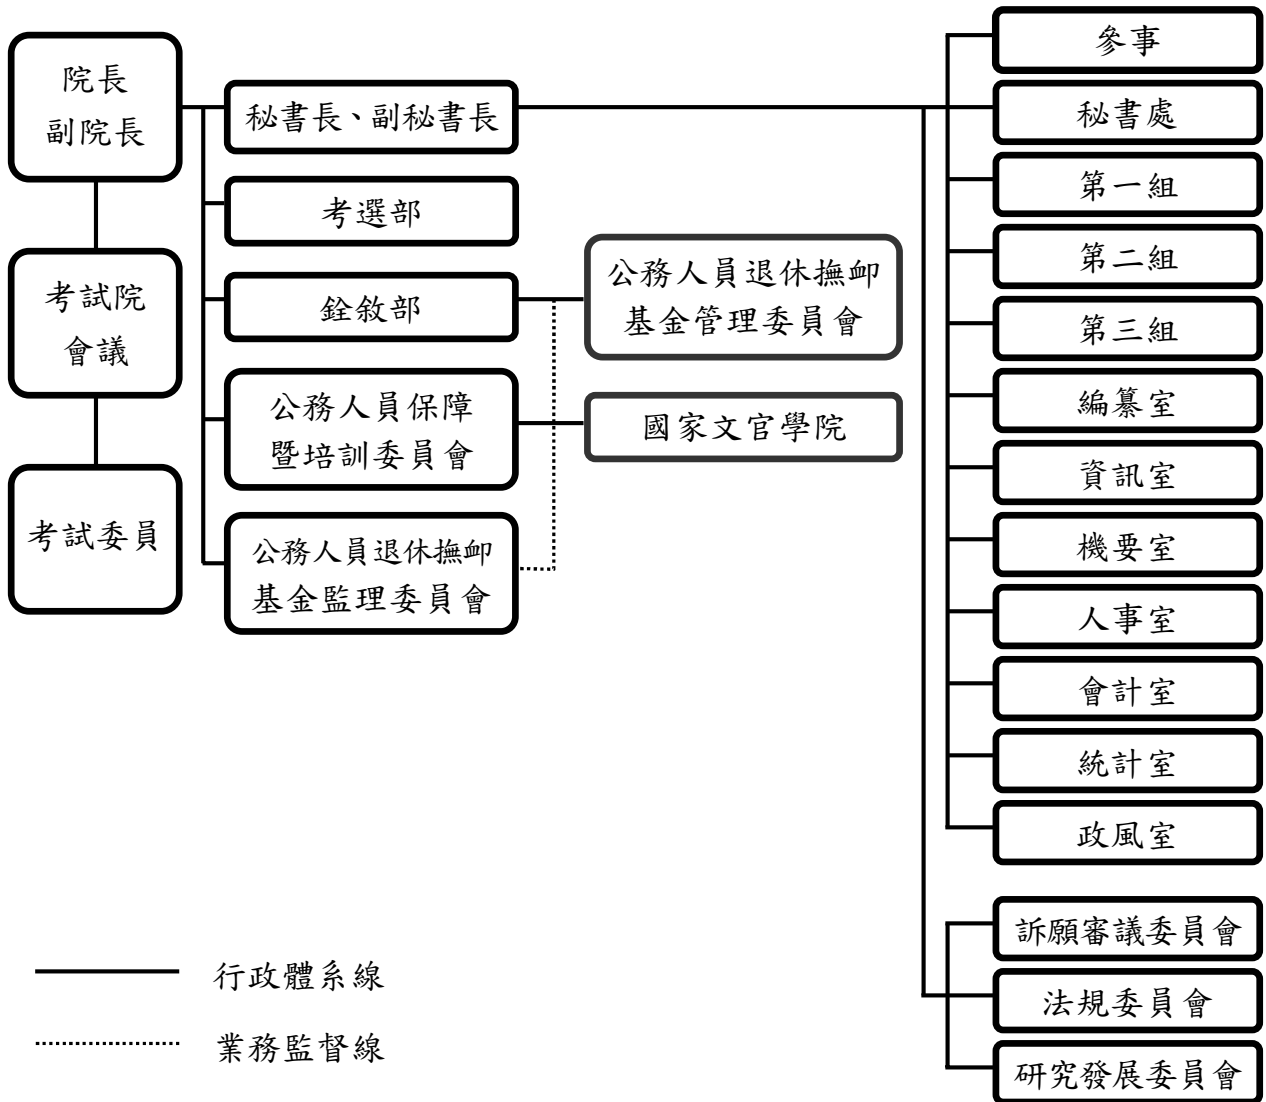 院長
副院長
考試院
會議
考試委員
秘書長、副秘書長
考選部
銓敘部
公務人員保障
暨培訓委員會
公務人員退休撫卹
基金監理委員會
公務人員退休撫卹
基金管理委員會
國家文官學院
參事
秘書處
第一組
第二組
第三組
編纂室
資訊室
機要室
人事室
會計室
統計室
政風室
訴願審議委員會
法規委員會
研究發展委員會
行政體系線
業務監督線